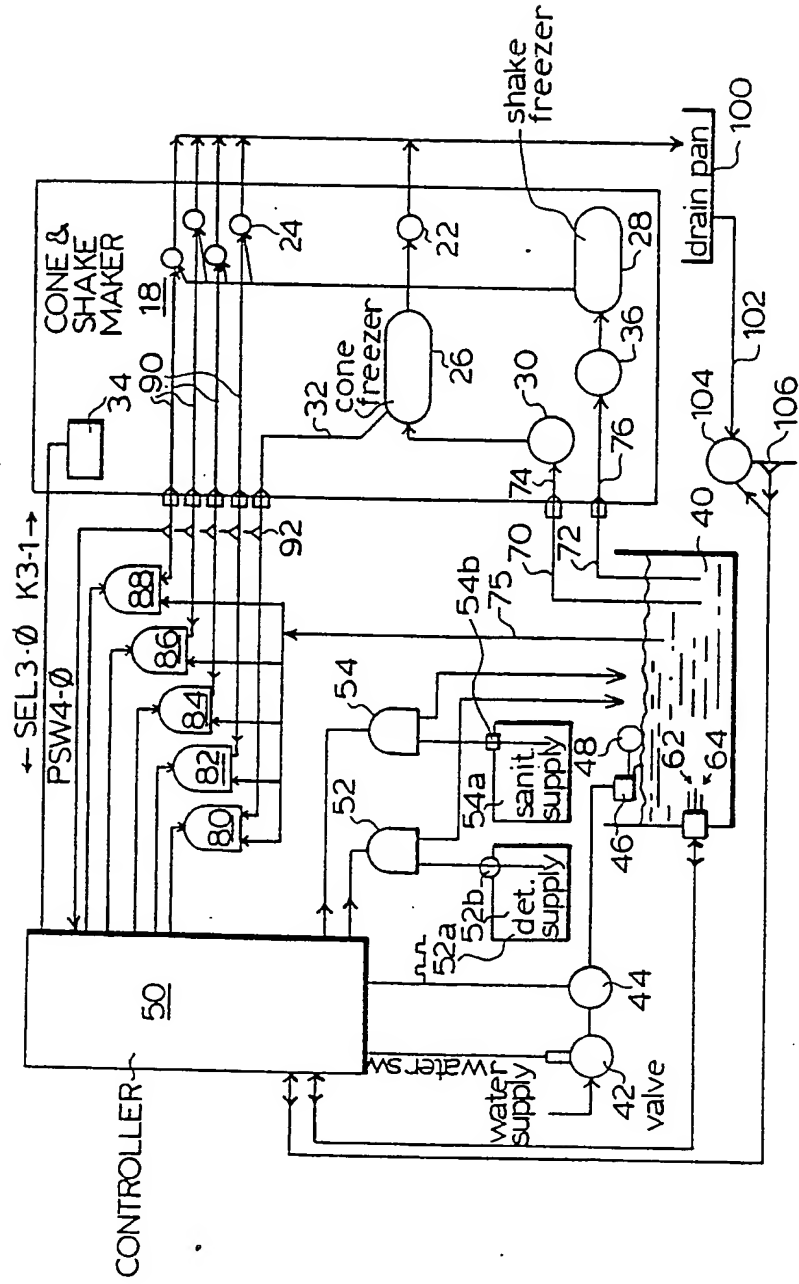 ← SEL3-Ø K3-1 →
PSW4-Ø
CONE &
SHAKE
MAKER
18
34
90
24
22
cone
freezer
32
26
30
74
shake
freezer
28
36
76
drain pan
100
102
104
106
92
88
86
84
82
80
70
72
75
40
54
54b
54a
sanit.
supply
52
52b
52a
det.
supply
48
46
62
64
44
CONTROLLER
50
water sw
water
supply
42
valve